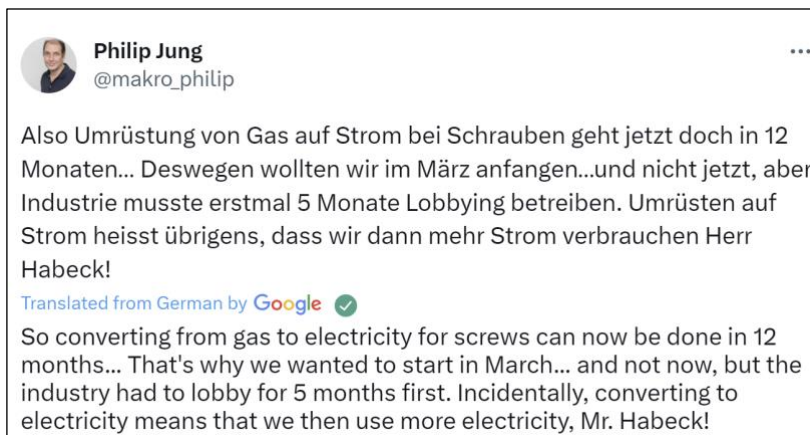 Philip Jung
@makro_philip
Also Umrüstung von Gas auf Strom bei Schrauben geht jetzt doch in 12
Monaten... Deswegen wollten wir im März anfangen...und nicht jetzt, aber
Industrie musste erstmal 5 Monate Lobbying betreiben. Umrüsten auf
Strom heisst übrigens, dass wir dann mehr Strom verbrauchen Herr
Habeck!
Translated from German by Google
So converting from gas to electricity for screws can now be done in 12
months... That's why we wanted to start in March... and not now, but the
industry had to lobby for 5 months first. Incidentally, converting to
electricity means that we then use more electricity, Mr. Habeck!